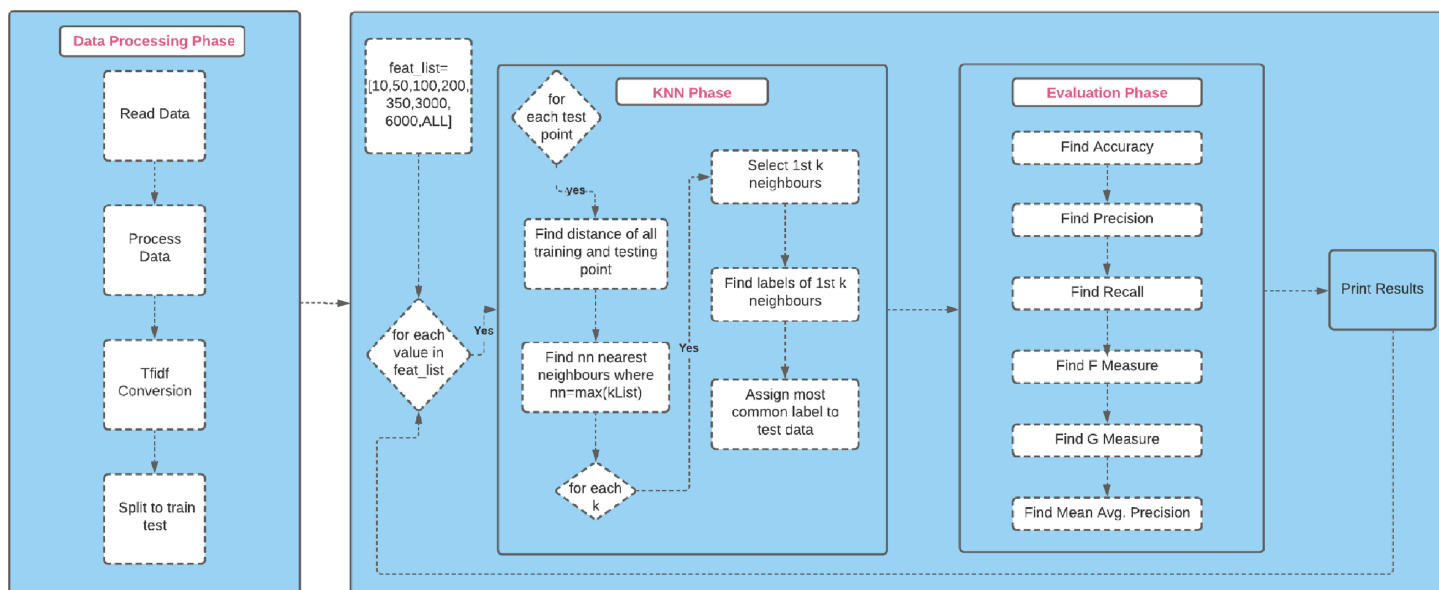 Data Processing Phase
Read Data
Process
Data
Tfidf
Conversion
Split to train
test
feat_list=
[10,50,100,200,
350,3000,
6000,ALL]
for each
value in
feat_list
Yes
KNN Phase
for
each test
point
yes
Find distance of all
training and testing
point
Find nn nearest
neighbours where
nn=max(kList)
for each
k
Yes
Select 1st k
neighbours
Find labels of 1st k
neighbours
Assign most
common label to
test data
Evaluation Phase
Find Accuracy
Find Precision
Find Recall
Find F Measure
Find G Measure
Find Mean Avg. Precision
Print Results